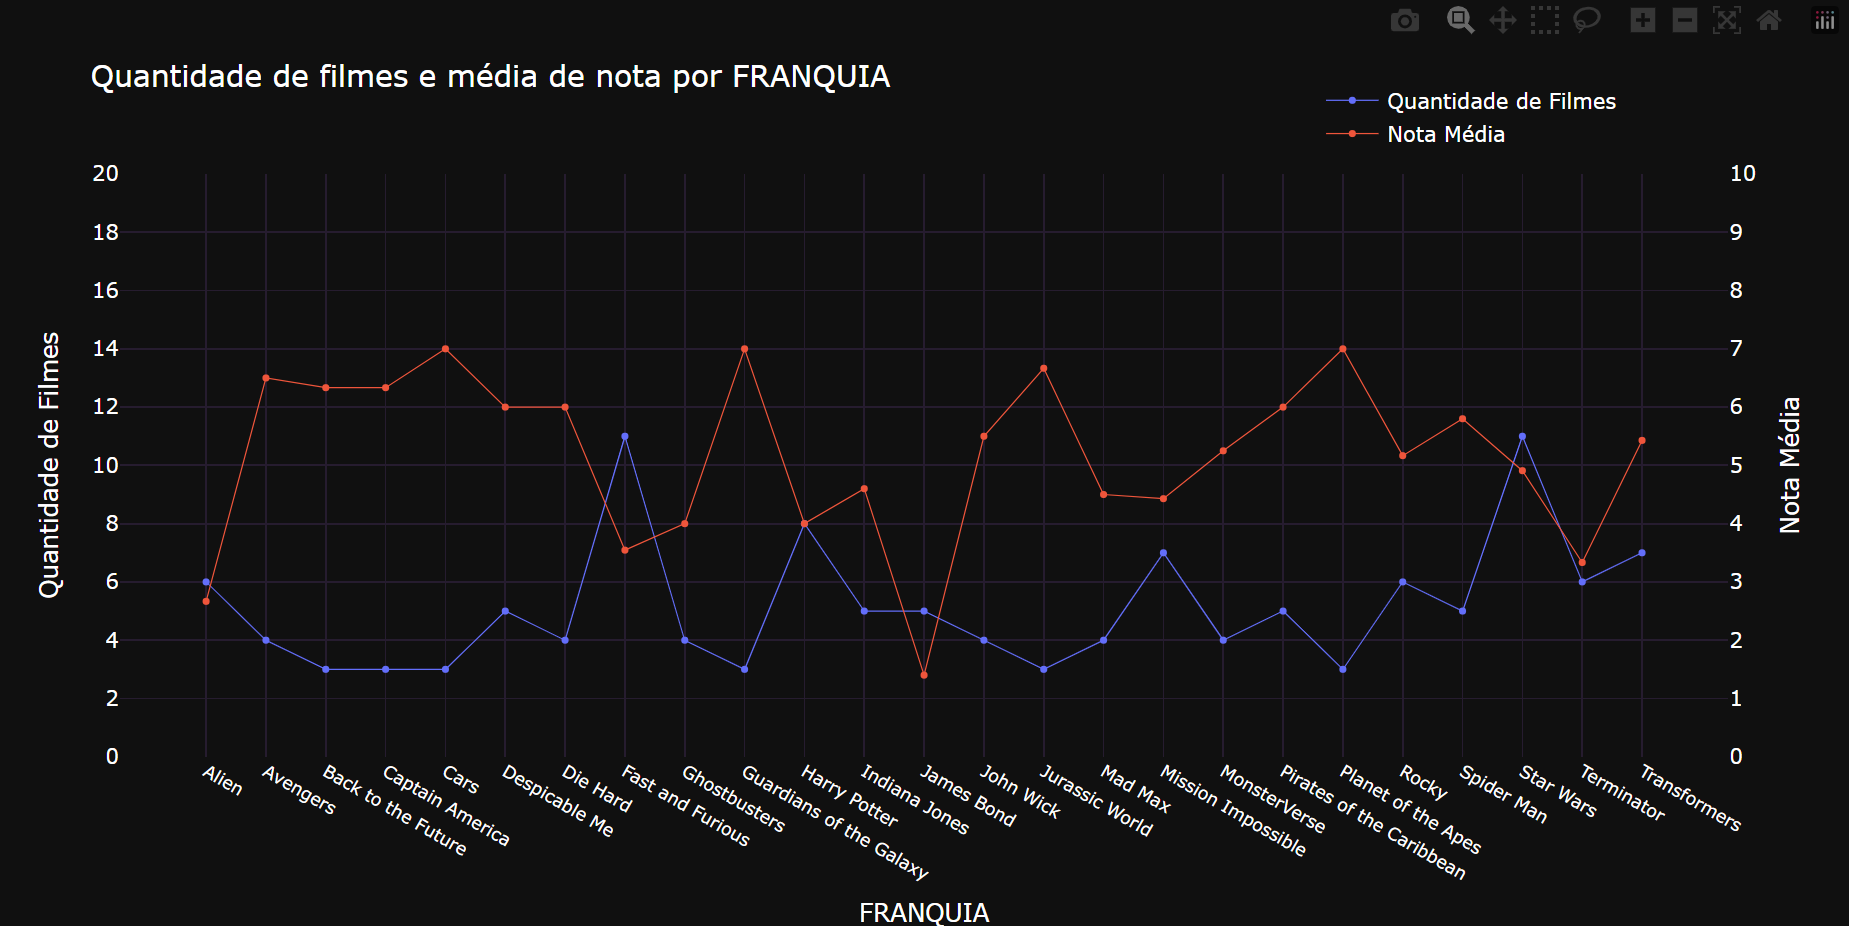 Quantidade de filmes e média de nota por FRANQUIA
Quantidade de Filmes
Nota Média
20
18
16
14
12
10
8
6
4
2
0
Quantidade de Filmes
10
9
8
7
6
5
4
3
2
1
0
Nota Média
Alien
Avengers
Back to the Future
Captain America
Cars
Despicable Me
Die Hard
Fast and Furious
Ghostbusters
Guardians of the Galaxy
Harry Potter
Indiana Jones
James Bond
John Wick
Jurassic World
Mad Max
Mission Impossible
MonsterVerse
Pirates of the Caribbean
Planet of the Apes
Rocky
Spider Man
Star Wars
Terminator
Transformers
FRANQUIA